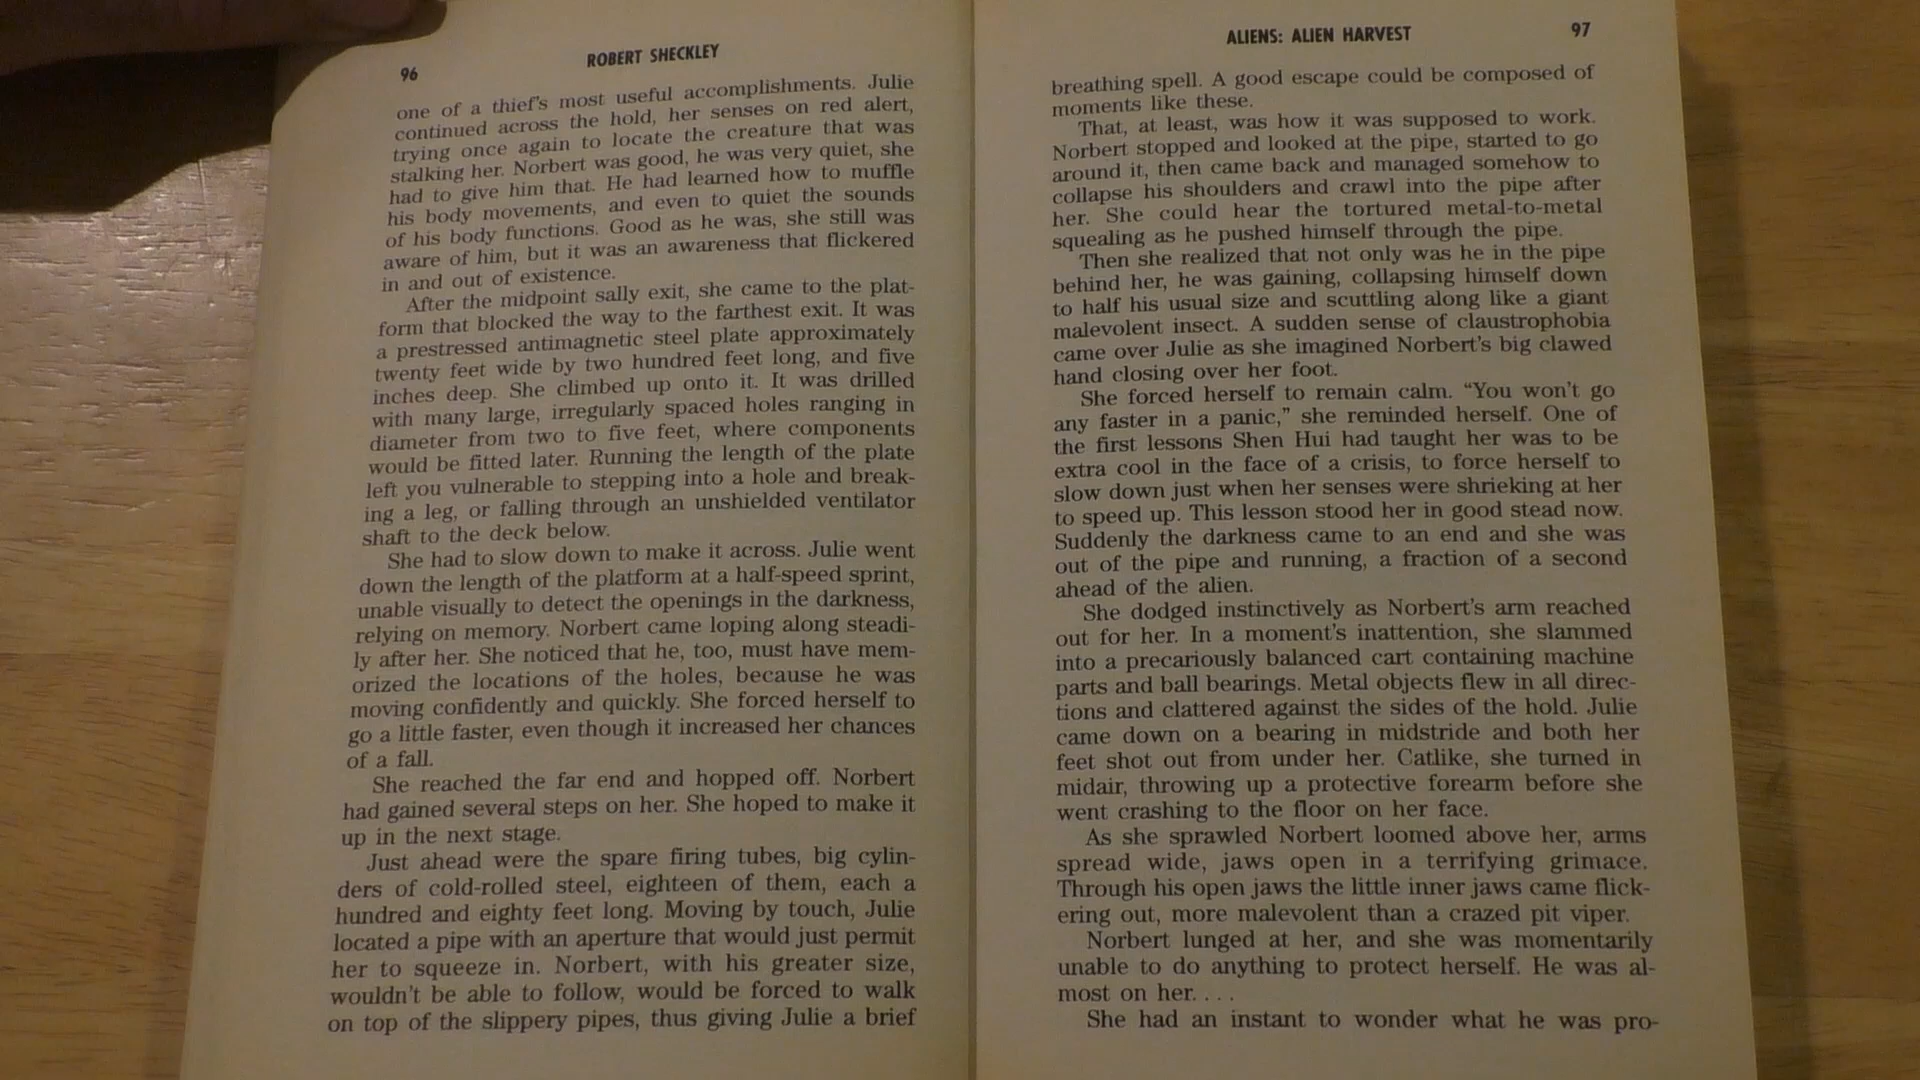 96
ROBERT SHECKLEY
one of a thief's most useful accomplishments. Julie
continued across the hold, her senses on red alert,
trying once again to locate the creature that was
stalking her. Norbert was good, he was very quiet, she
had to give him that. He had learned how to muffle
his body movements, and even to quiet the sounds
of his body functions. Good as he was, she still was
aware of him, but it was an awareness that flickered
in and out of existence.
After the midpoint sally exit, she came to the plat-
form that blocked the way to the farthest exit. It was
a prestressed antimagnetic steel plate approximately
twenty feet wide by two hundred feet long, and five
inches deep. She climbed up onto it. It was drilled
with many large, irregularly spaced holes ranging in
diameter from two to five feet, where components
would be fitted later. Running the length of the plate
left you vulnerable to stepping into a hole and break-
ing a leg, or falling through an unshielded ventilator
shaft to the deck below.
She had to slow down to make it across. Julie went
down the length of the platform at a half-speed sprint,
unable visually to detect the openings in the darkness,
relying on memory. Norbert came loping along steadi-
ly after her. She noticed that he, too, must have mem-
orized the locations of the holes, because he was
moving confidently and quickly. She forced herself to
go a little faster, even though it increased her chances
of a fall.
She reached the far end and hopped off. Norbert
had gained several steps on her. She hoped to make it
up in the next stage.
Just ahead were the spare firing tubes, big cylin-
ders of cold-rolled steel, eighteen of them, each a
hundred and eighty feet long. Moving by touch, Julie
located a pipe with an aperture that would just permit
her to squeeze in. Norbert, with his greater size,
wouldn't be able to follow, would be forced to walk
on top of the slippery pipes, thus giving Julie a brief
ALIENS: ALIEN HARVEST
97
breathing spell. A good escape could be composed of
moments like these.
That, at least, was how it was supposed to work.
Norbert stopped and looked at the pipe, started to go
around it, then came back and managed somehow to
collapse his shoulders and crawl into the pipe after
her. She could hear the tortured metal-to-metal
squealing as he pushed himself through the pipe.
Then she realized that not only was he in the pipe
behind her, he was gaining, collapsing himself down
to half his usual size and scuttling along like a giant
malevolent insect. A sudden sense of claustrophobia
came over Julie as she imagined Norbert's big clawed
hand closing over her foot.
She forced herself to remain calm. “You won't go
any faster in a panic,” she reminded herself. One of
the first lessons Shen Hui had taught her was to be
extra cool in the face of a crisis, to force herself to
slow down just when her senses were shrieking at her
to speed up. This lesson stood her in good stead now.
Suddenly the darkness came to an end and she was
out of the pipe and running, a fraction of a second
ahead of the alien.
She dodged instinctively as Norbert's arm reached
out for her. In a moment's inattention, she slammed
into a precariously balanced cart containing machine
parts and ball bearings. Metal objects flew in all direc-
tions and clattered against the sides of the hold. Julie
came down on a bearing in midstride and both her
feet shot out from under her. Catlike, she turned in
midair, throwing up a protective forearm before she
went crashing to the floor on her face.
As she sprawled Norbert loomed above her, arms
spread wide, jaws open in a terrifying grimace.
Through his open jaws the little inner jaws came flick-
ering out, more malevolent than a crazed pit viper.
Norbert lunged at her, and she was momentarily
unable to do anything to protect herself. He was al-
most on her. . . .
She had an instant to wonder what he was pro-